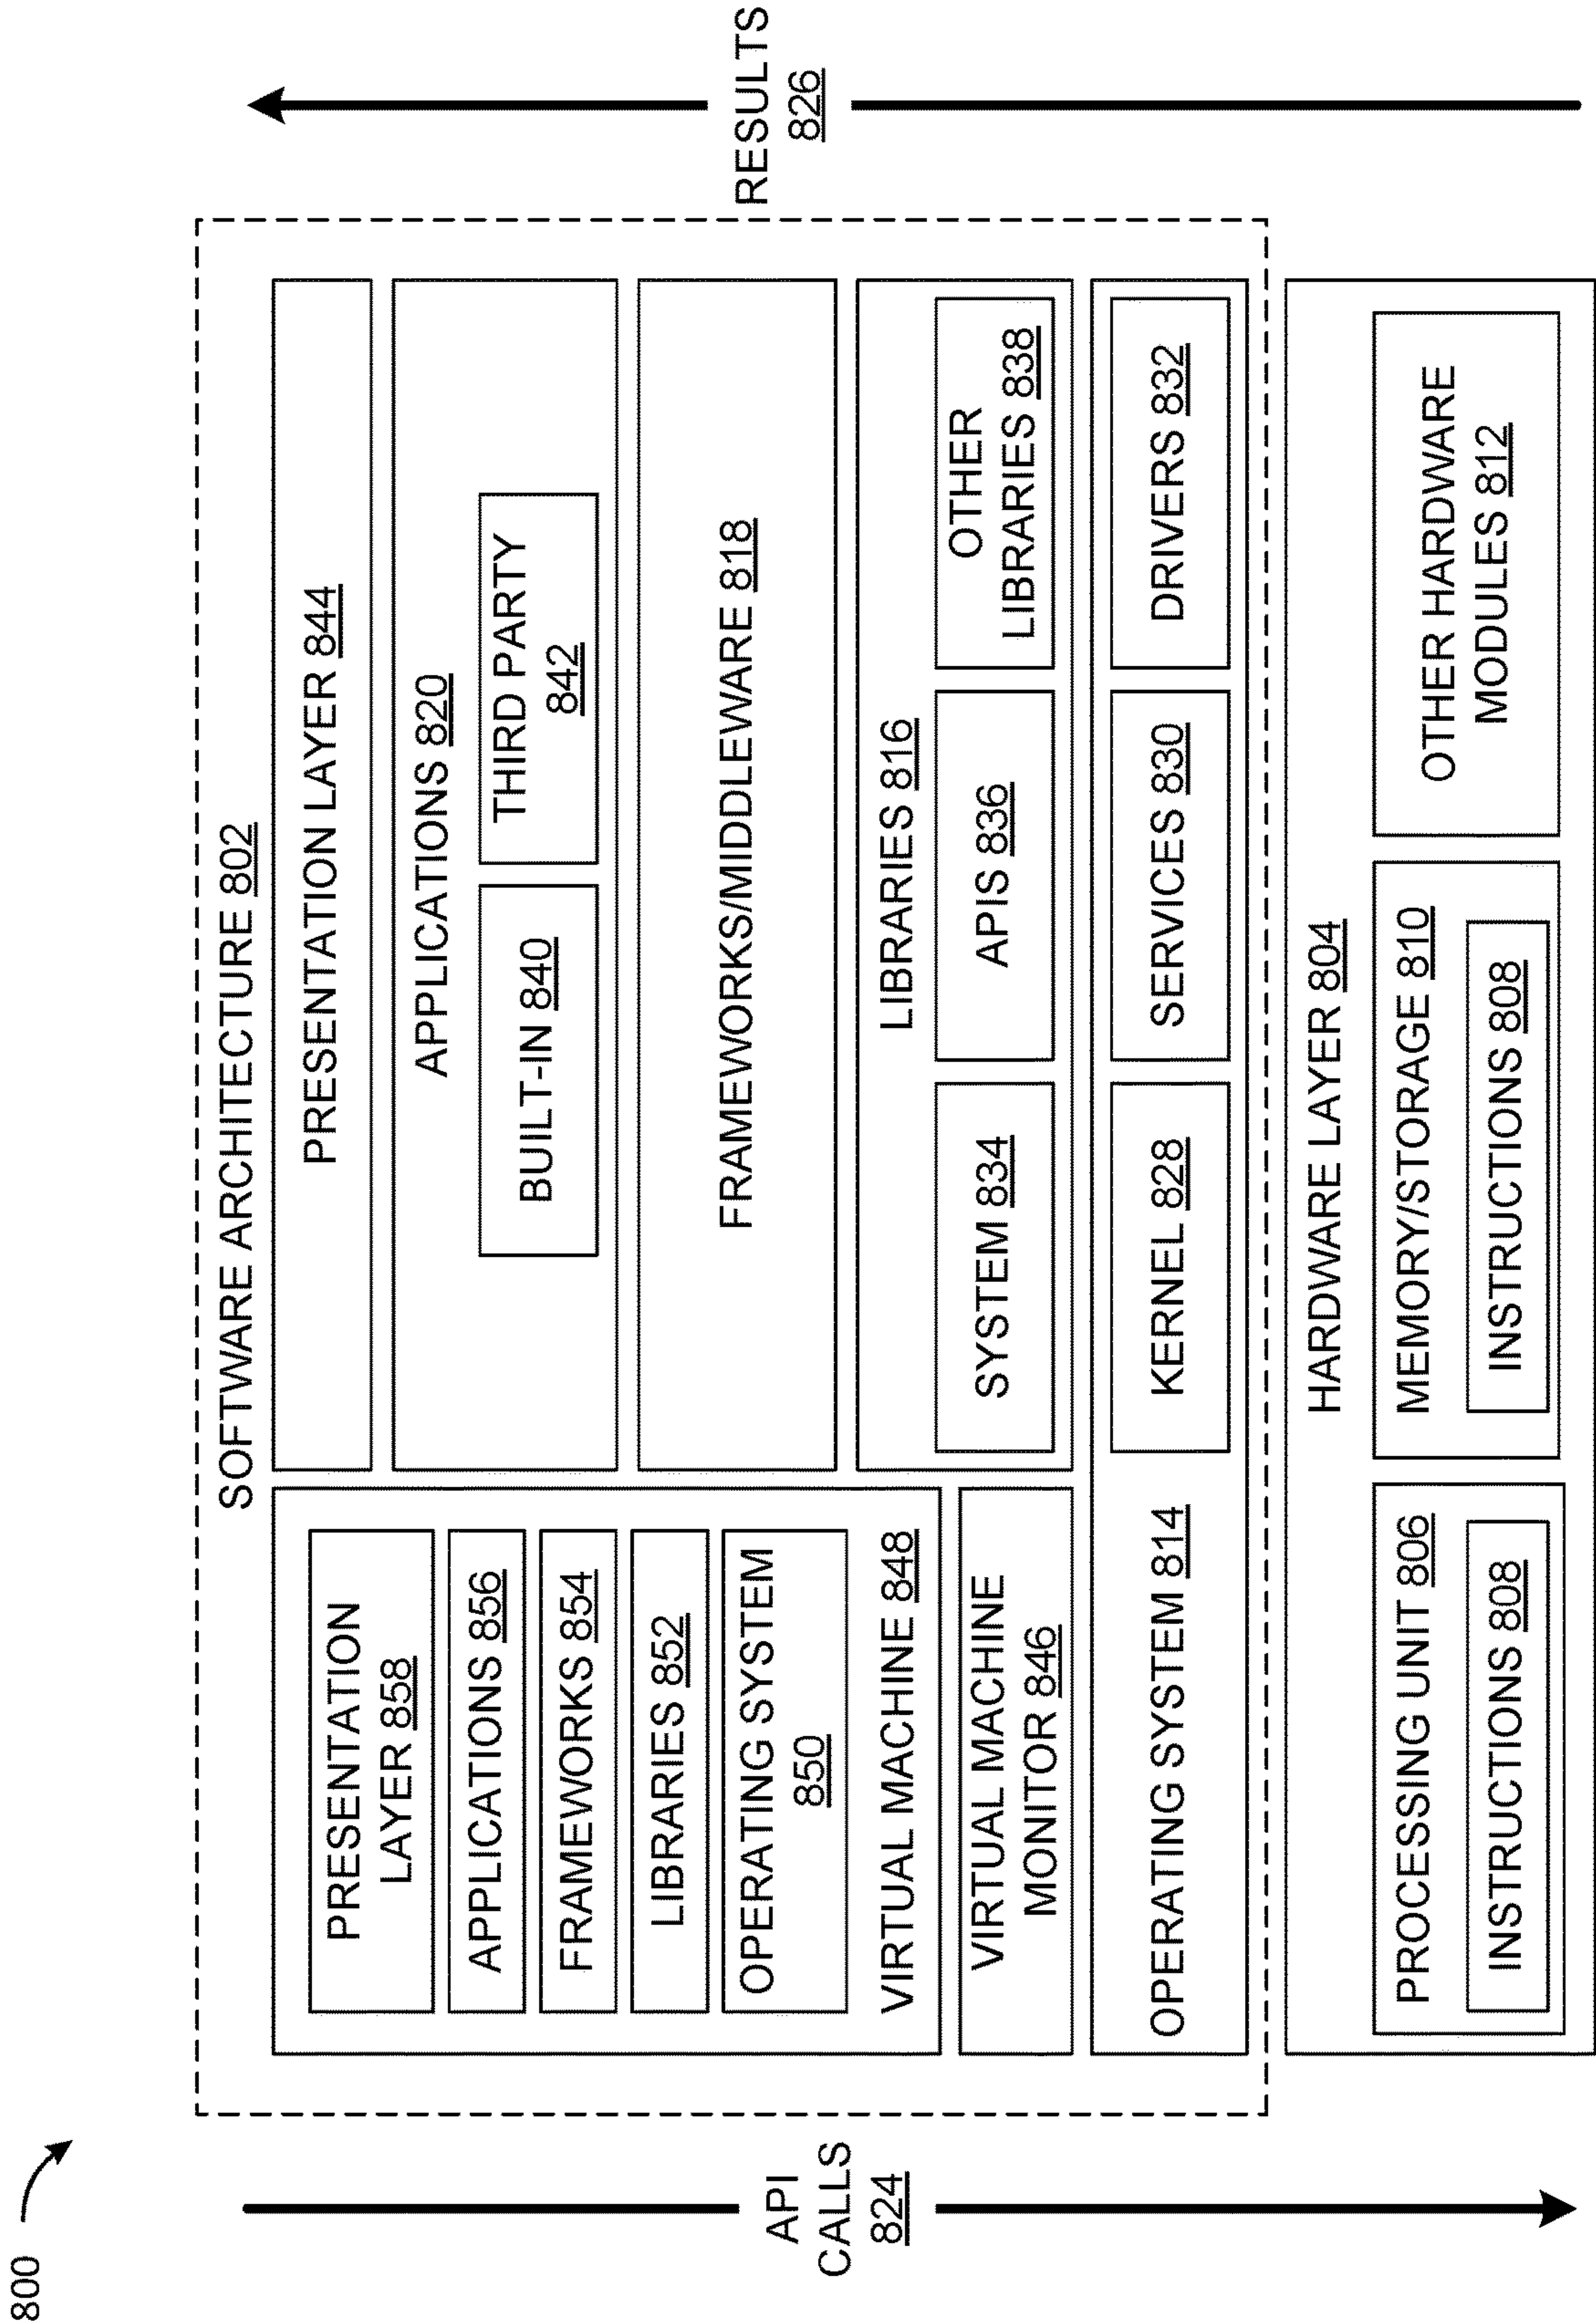 800
SOFTWARE ARCHITECTURE 802
PRESENTATION
LAYER 858
APPLICATIONS 856
FRAMEWORKS 854
LIBRARIES 852
OPERATING SYSTEM
850
VIRTUAL MACHINE 848
VIRTUAL MACHINE
MONITOR 846
PRESENTATION LAYER 844
APPLICATIONS 820
BUILT-IN 840
THIRD PARTY
842
FRAMEWORKS/MIDDLEWARE 818
LIBRARIES 816
SYSTEM 834
APIS 836
OTHER
LIBRARIES 838
OPERATING SYSTEM 814
KERNEL 828
SERVICES 830
DRIVERS 832
HARDWARE LAYER 804
PROCESSING UNIT 806
INSTRUCTIONS 808
MEMORY/STORAGE 810
INSTRUCTIONS 808
OTHER HARDWARE
MODULES 812
API
CALLS
824
RESULTS
826